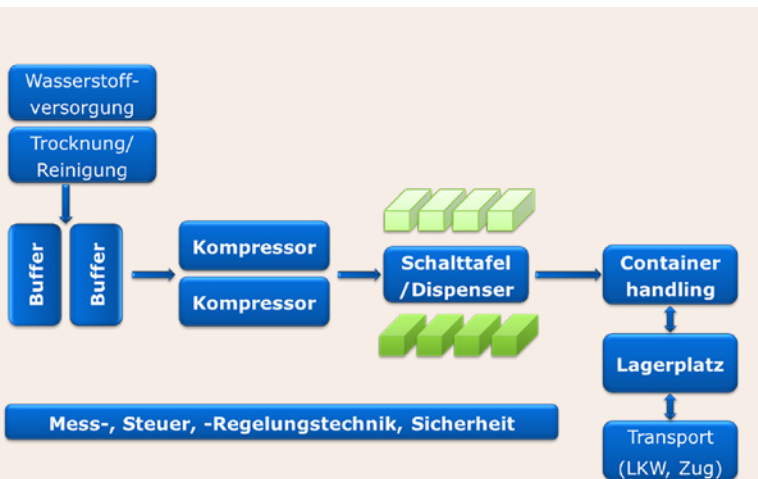 Wasserstoff-
versorgung
Trocknung/
Reinigung
Buffer
Buffer
Kompressor
Kompressor
Schalttafel
/Dispenser
Container
handling
Lagerplatz
Transport
(LKW, Zug)
Mess-, Steuer, -Regelungstechnik, Sicherheit